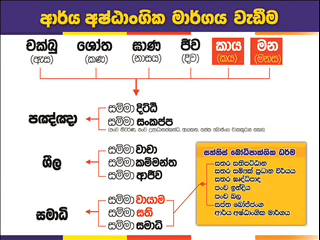 ආර්ය අෂ්ඨාංගික මාර්ගය වැඩීම
චක්ඛු ශෝත ඝාණ ජීව කාය මන
(ඇස) (කණ) (නාසය) (දිව) (කය) (මනස)
පඤ්ඤා
සම්මා දිට්ඨි
සම්මා සංකප්ප
ශීල
සම්මා වාචා
සම්මා කම්මන්ත
සම්මා ආජීව
සමාධි
සම්මා වායාම
සම්මා සති
සම්මා සමාධි
සත්තිස් බෝධිපාක්ෂික ධර්ම
සතර සතිපට්ඨාන
සතර සම්‍යක් ප්‍රධාන වීර්යය
සතර ඍද්ධිපාද
පංච ඉන්ද්‍රිය
පංච බල
සප්ත බොජ්ඣංග
ආර්ය අෂ්ඨාංගික මාර්ගය